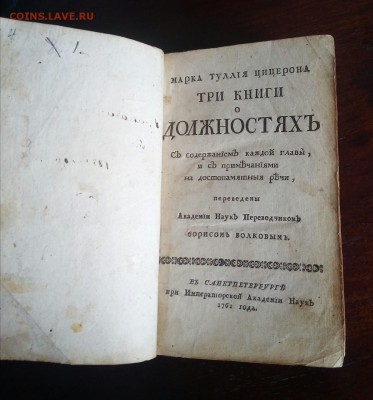 COINS.LAVE.RU
МАРКА ТУЛЛІЯ ЦИЦЕРОНА
ТРИ КНИГИ
О
ДОЛЖНОСТЯХЪ
Съ содержаніемъ каждой главы,
и съ примѣчаніями
на достопамятныя рѣчи,
переведены
Академіи Наукъ Переводчикомъ
БОРИСОМЪ ВОЛКОВЫМЪ.
ВЪ САНКТПЕТЕРБУРГѢ
при Императорской Академіи Наукъ
1761 года.